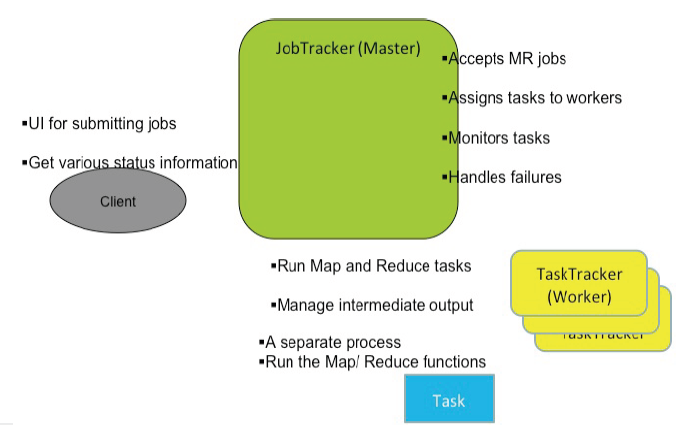 JobTracker (Master)
▪Accepts MR jobs
▪Assigns tasks to workers
▪Monitors tasks
▪Handles failures
▪UI for submitting jobs
▪Get various status information
Client
▪Run Map and Reduce tasks
▪Manage intermediate output
TaskTracker
(Worker)
TaskTracker
▪A separate process
▪Run the Map/ Reduce functions
Task